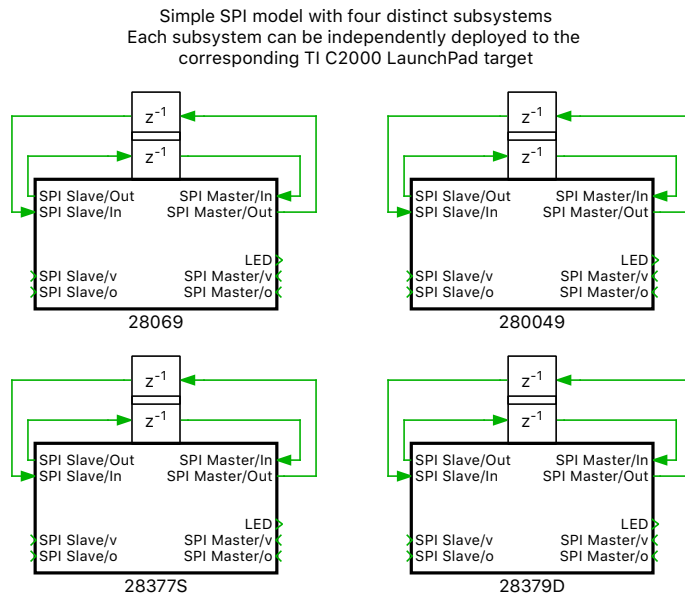 Simple SPI model with four distinct subsystems
Each subsystem can be independently deployed to the
corresponding TI C2000 LaunchPad target
z-1
z-1
z-1
z-1
SPI Slave/Out SPI Master/In
SPI Slave/In SPI Master/Out
LED
SPI Slave/v SPI Master/v
SPI Slave/o SPI Master/o
28069
SPI Slave/Out SPI Master/In
SPI Slave/In SPI Master/Out
LED
SPI Slave/v SPI Master/v
SPI Slave/o SPI Master/o
280049
z-1
z-1
z-1
z-1
SPI Slave/Out SPI Master/In
SPI Slave/In SPI Master/Out
LED
SPI Slave/v SPI Master/v
SPI Slave/o SPI Master/o
28377S
SPI Slave/Out SPI Master/In
SPI Slave/In SPI Master/Out
LED
SPI Slave/v SPI Master/v
SPI Slave/o SPI Master/o
28379D